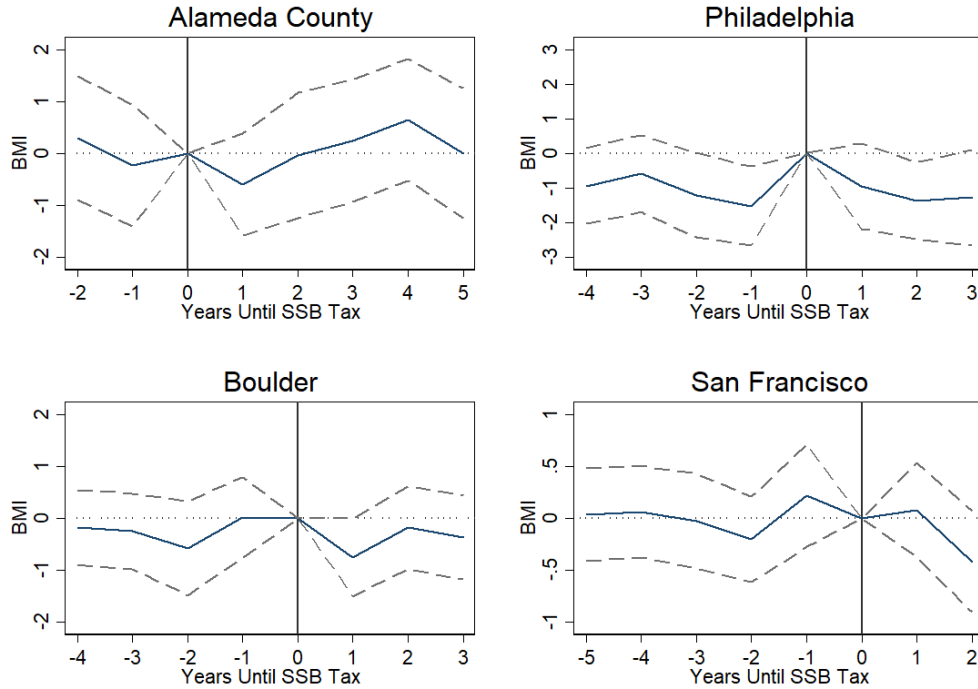 Alameda County
2
1
0
-1
-2
BMI
-2 -1 0 1 2 3 4 5
Years Until SSB Tax
Philadelphia
3
2
1
0
-1
-2
-3
BMI
-4 -3 -2 -1 0 1 2 3
Years Until SSB Tax
Boulder
2
1
0
-1
-2
BMI
-4 -3 -2 -1 0 1 2 3
Years Until SSB Tax
San Francisco
1
.5
0
-.5
-1
BMI
-5 -4 -3 -2 -1 0 1 2
Years Until SSB Tax